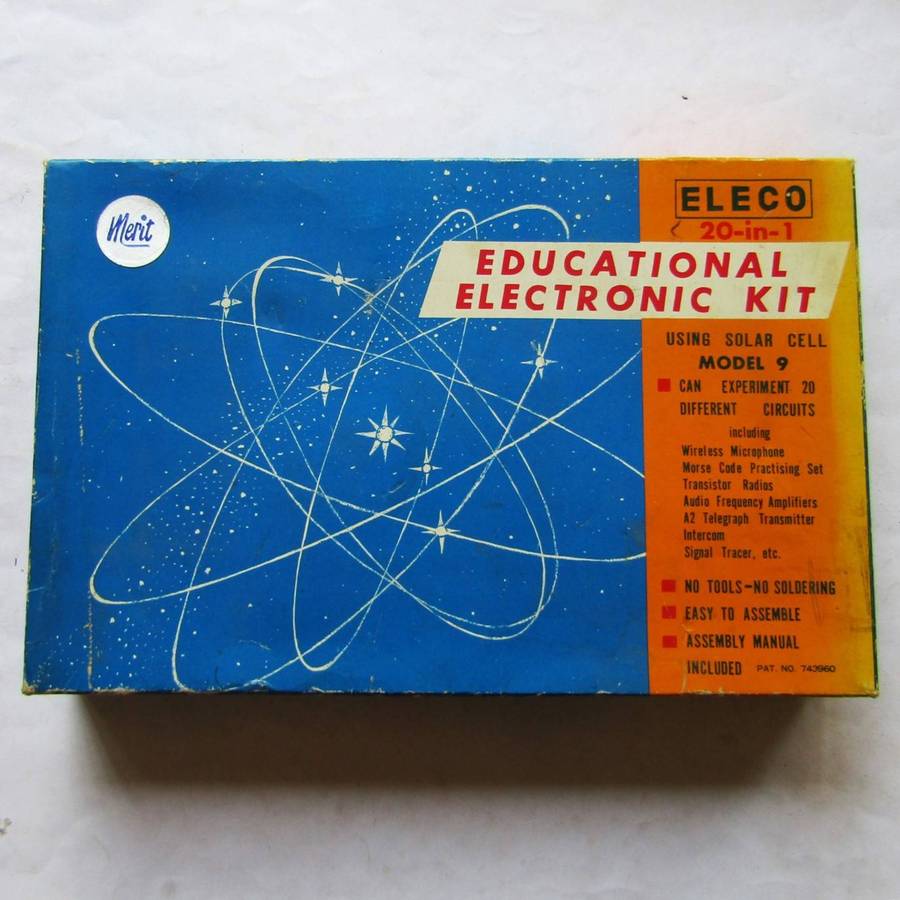 Merit
ELECO
20-in-1
EDUCATIONAL
ELECTRONIC KIT
USING SOLAR CELL
MODEL 9
CAN EXPERIMENT 20
DIFFERENT CIRCUITS
including
Wireless Microphone
Morse Code Practising Set
Transistor Radios
Audio Frequency Amplifiers
A2 Telegraph Transmitter
Intercom
Signal Tracer, etc.
NO TOOLS-NO SOLDERING
EASY TO ASSEMBLE
ASSEMBLY MANUAL
INCLUDED PAT. NO. 743960